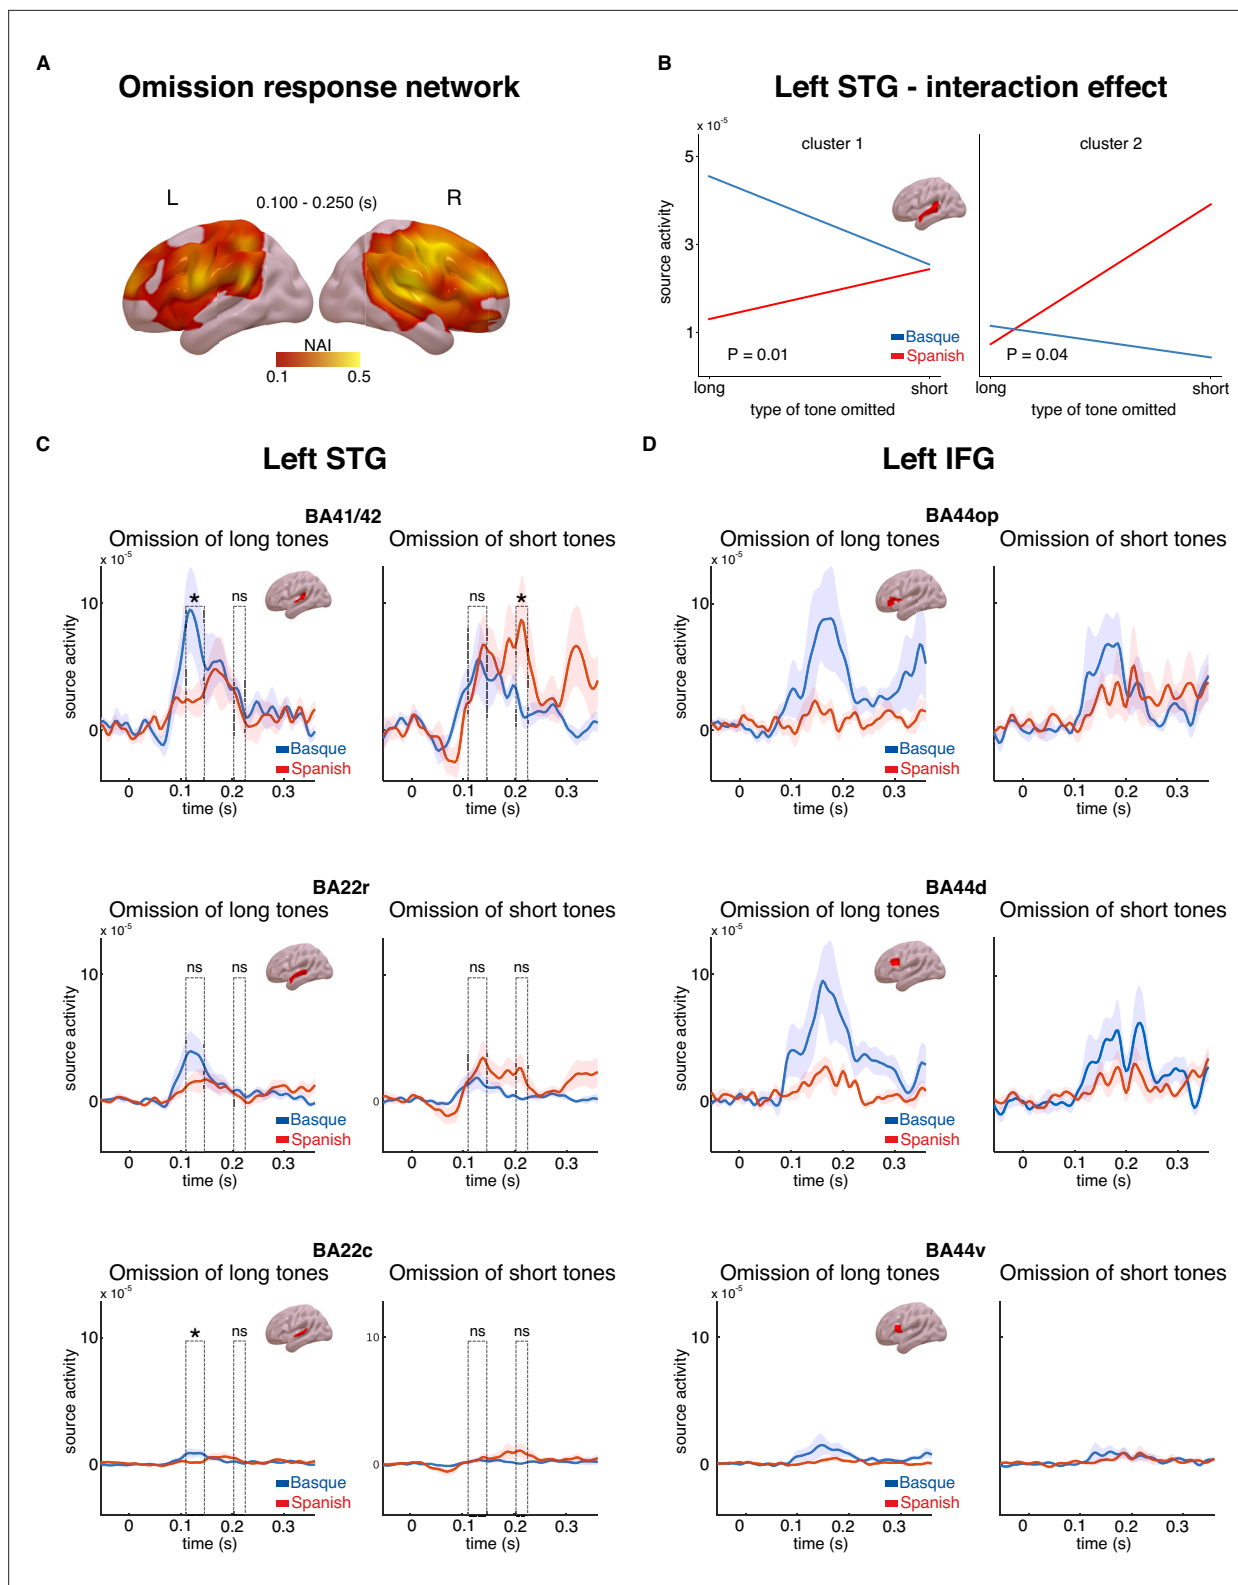 A
Omission response network
L
0.100 - 0.250 (s)
R
NAI
0.1
0.5
B
Left STG - interaction effect
x 10-5
cluster 1
cluster 2
5
3
1
source activity
Basque
Spanish
P = 0.01
P = 0.04
long
short
long
short
type of tone omitted
type of tone omitted
C
Left STG
BA41/42
Omission of long tones
Omission of short tones
x 10-5
*
ns
ns
*
10
0
source activity
Basque
Spanish
0 0.1 0.2 0.3
0 0.1 0.2 0.3
time (s)
time (s)
BA22r
Omission of long tones
Omission of short tones
x 10-5
ns
ns
ns
ns
10
0
0
source activity
Basque
Spanish
0 0.1 0.2 0.3
0 0.1 0.2 0.3
time (s)
time (s)
BA22c
Omission of long tones
Omission of short tones
x 10-5
*
ns
ns
ns
10
10
0
0
source activity
Basque
Spanish
0 0.1 0.2 0.3
0 0.1 0.2 0.3
time (s)
time (s)
D
Left IFG
BA44op
Omission of long tones
Omission of short tones
x 10-5
10
0
source activity
Basque
Spanish
0 0.1 0.2 0.3
0 0.1 0.2 0.3
time (s)
time (s)
BA44d
Omission of long tones
Omission of short tones
x 10-5
10
0
source activity
Basque
Spanish
0 0.1 0.2 0.3
0 0.1 0.2 0.3
time (s)
time (s)
BA44v
Omission of long tones
Omission of short tones
x 10-5
10
0
source activity
Basque
Spanish
0 0.1 0.2 0.3
0 0.1 0.2 0.3
time (s)
time (s)